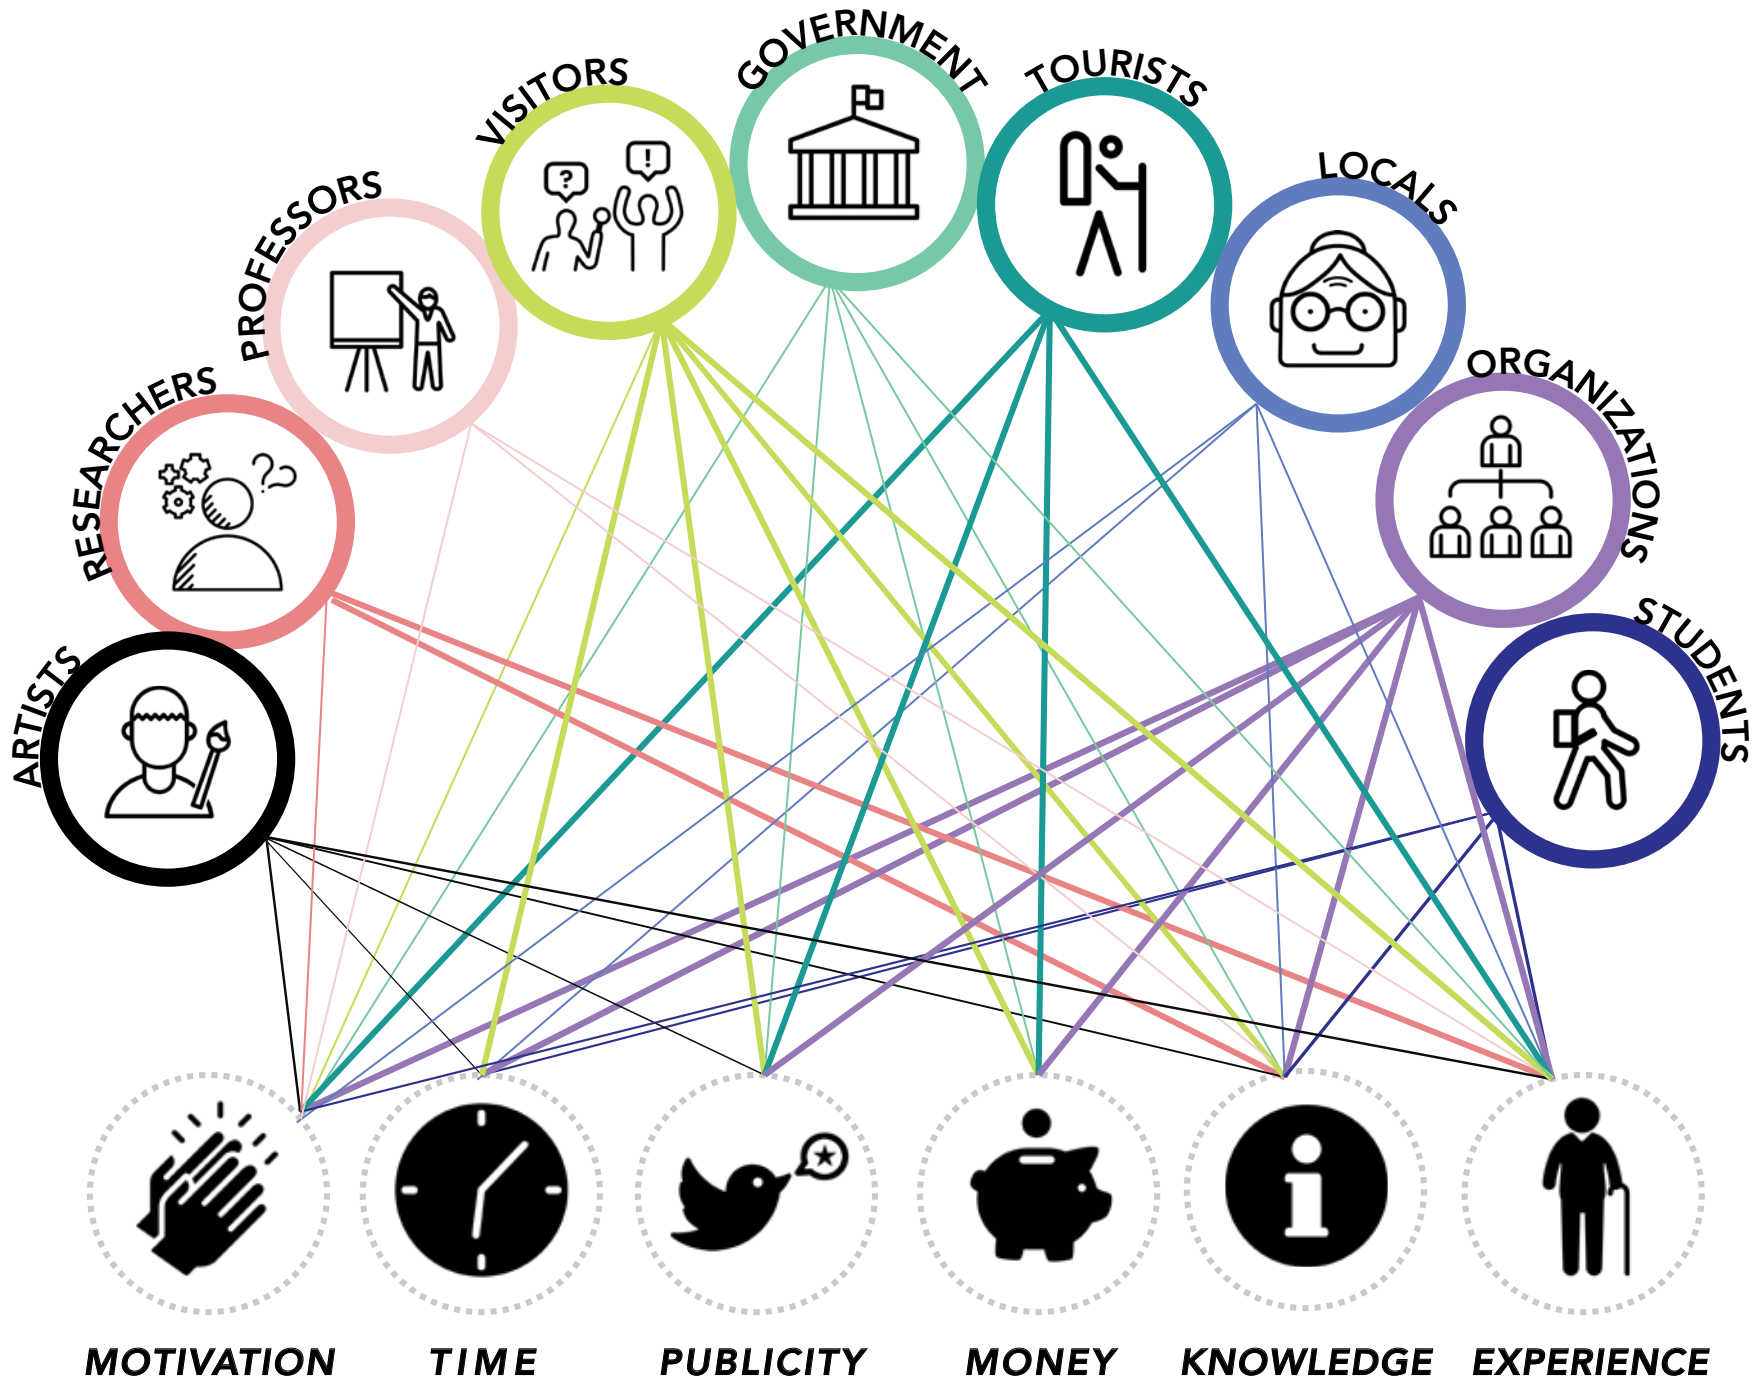 ARTISTS
RESEARCHERS
PROFESSORS
VISITORS
GOVERNMENT
TOURISTS
LOCALS
ORGANIZATIONS
STUDENTS
?
!
MOTIVATION
TIME
PUBLICITY
MONEY
KNOWLEDGE
EXPERIENCE